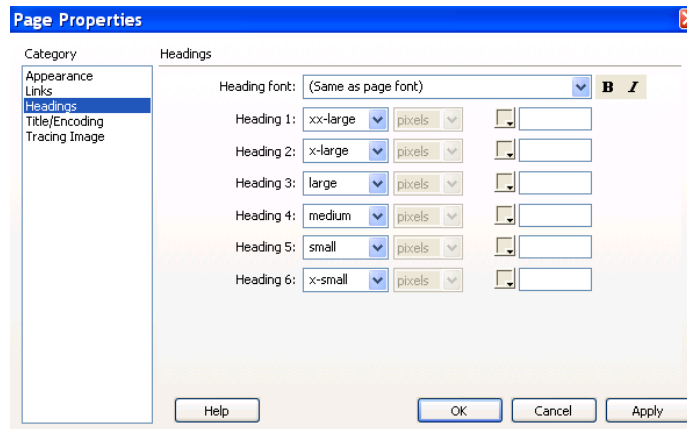 Page Properties
Category
Headings
Appearance
Links
Headings
Title/Encoding
Tracing Image
Heading font: (Same as page font) B I
Heading 1: xx-large pixels
Heading 2: x-large pixels
Heading 3: large pixels
Heading 4: medium pixels
Heading 5: small pixels
Heading 6: x-small pixels
Help OK Cancel Apply